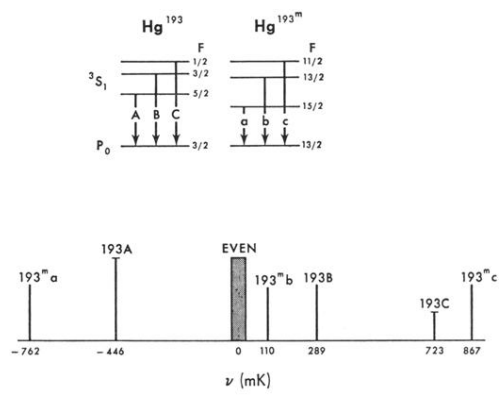 Hg¹⁹³ Hg¹⁹³ᵐ
F F
1/2 11/2
³S₁ 3/2 13/2
5/2 15/2
A B C a b c
P₀ 3/2 13/2
193A EVEN
193ᵐa 193ᵐb 193B 193C 193ᵐc
-762 -446 0 110 289 723 867
ν (mK)